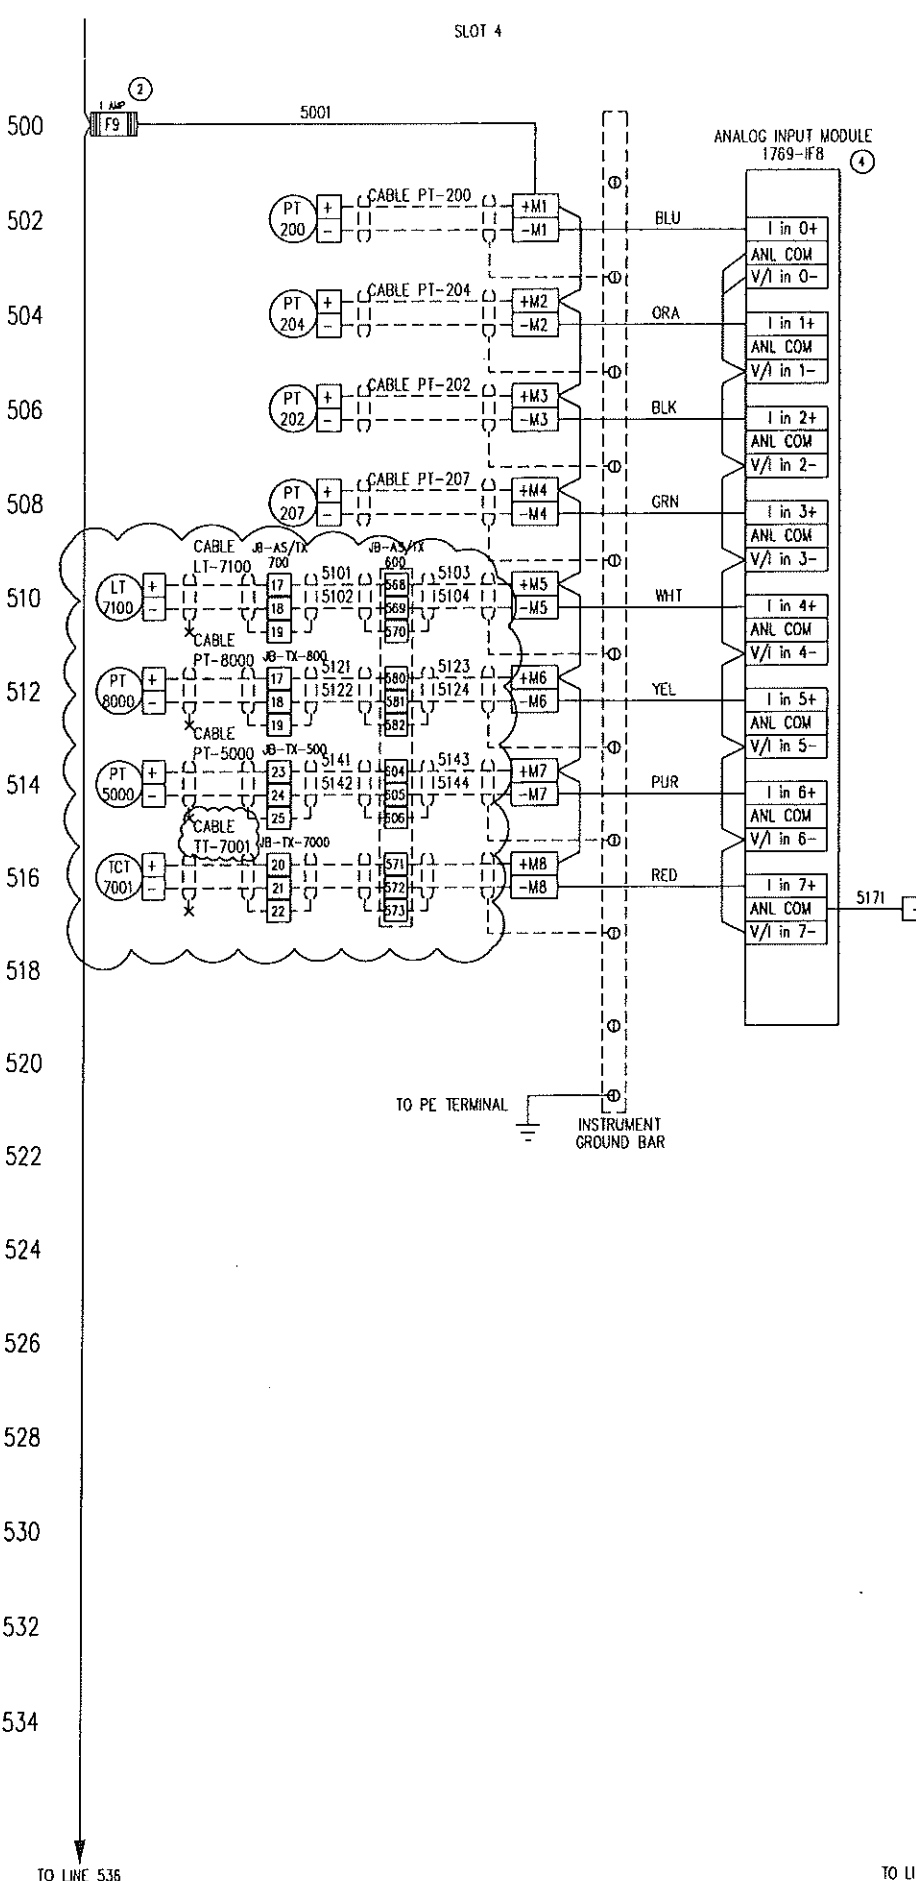 SLOT 4
2
1 AMP
500 F9 5001
ANALOG INPUT MODULE
1769-IF8
4
CABLE PT-200
502 PT 200 + - +M1 -M1 BLU I in 0+
ANL COM
V/I in 0-
CABLE PT-204
504 PT 204 + - +M2 -M2 ORA I in 1+
ANL COM
V/I in 1-
CABLE PT-202
506 PT 202 + - +M3 -M3 BLK I in 2+
ANL COM
V/I in 2-
CABLE PT-207
508 PT 207 + - +M4 -M4 GRN I in 3+
ANL COM
V/I in 3-
CABLE LT-7100 JB-AS/TX 700 JB-AS/TX 600
510 LT 7100 + - 17 18 19 5101 5102 568 569 570 5103 5104 +M5 -M5 WHT I in 4+
ANL COM
V/I in 4-
CABLE PT-8000 JB-TX-800
512 PT 8000 + - 17 18 19 5121 5122 580 581 582 5123 5124 +M6 -M6 YEL I in 5+
ANL COM
V/I in 5-
CABLE PT-5000 JB-TX-500
514 PT 5000 + - 23 24 25 5141 5142 604 605 606 5143 5144 +M7 -M7 PUR I in 6+
ANL COM
V/I in 6-
CABLE TT-7001 JB-TX-7000
516 TCT 7001 + - 20 21 22 571 572 573 +M8 -M8 RED I in 7+
ANL COM 5171
V/I in 7-
518
520
TO PE TERMINAL
INSTRUMENT
GROUND BAR
522
524
526
528
530
532
534
TO LINE 536
TO LI